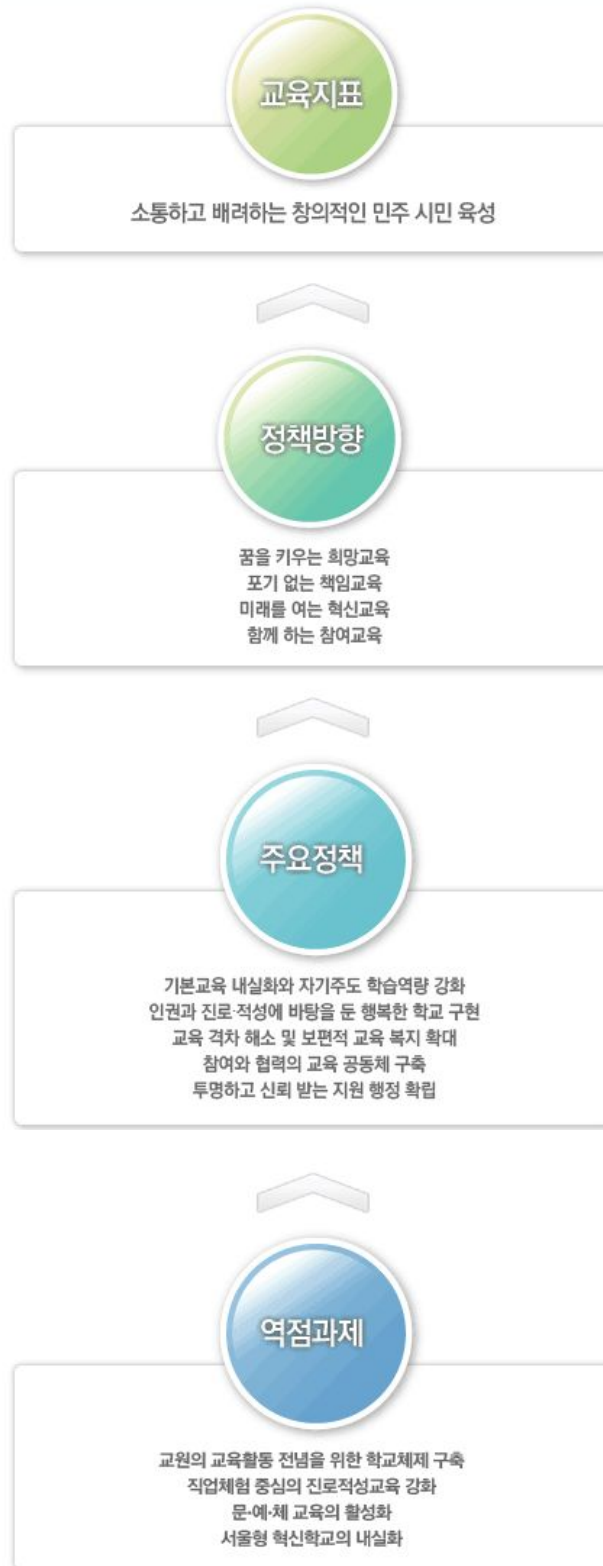 교육지표
소통하고 배려하는 창의적인 민주 시민 육성
정책방향
꿈을 키우는 희망교육
포기 없는 책임교육
미래를 여는 혁신교육
함께 하는 참여교육
주요정책
기본교육 내실화와 자기주도 학습역량 강화
인권과 진로·적성에 바탕을 둔 행복한 학교 구현
교육 격차 해소 및 보편적 교육 복지 확대
참여와 협력의 교육 공동체 구축
투명하고 신뢰 받는 지원 행정 확립
역점과제
교원의 교육활동 전념을 위한 학교체제 구축
직업체험 중심의 진로적성교육 강화
문·예·체 교육의 활성화
서울형 혁신학교의 내실화